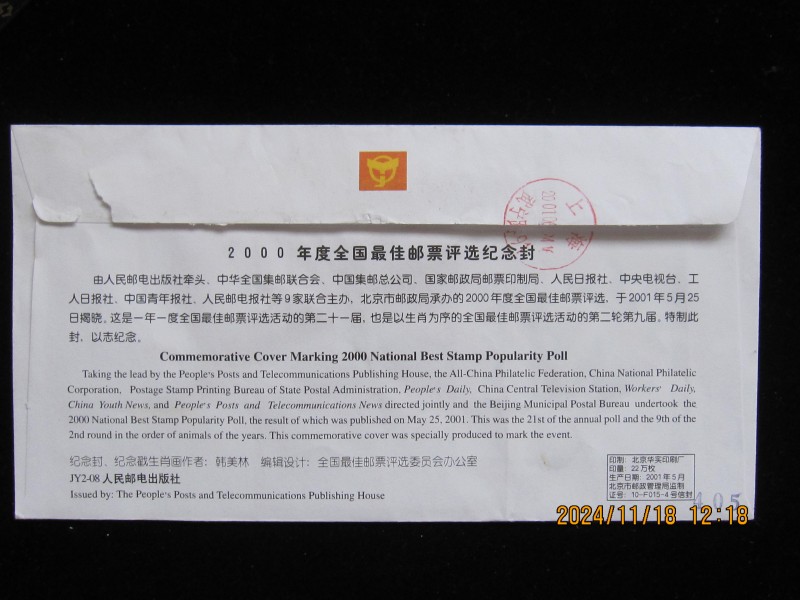 上
海
2000年度全国最佳邮票评选纪念封
由人民邮电出版社牵头、中华全国集邮联合会、中国集邮总公司、国家邮政局邮票印制局、人民日报社、中央电视台、工
人日报社、中国青年报社、人民邮电报社等9家联合主办,北京市邮政局承办的2000年度全国最佳邮票评选,于2001年5月25
日揭晓。这是一年一度全国最佳邮票评选活动的第二十一届,也是以生肖为序的全国最佳邮票评选活动的第二轮第九届。特制此
封,以志纪念。
Commemorative Cover Marking 2000 National Best Stamp Popularity Poll
Taking the lead by the People's Posts and Telecommunications Publishing House, the All-China Philatelic Federation, China National Philatelic
Corporation, Postage Stamp Printing Bureau of State Postal Administration, People's Daily, China Central Television Station, Workers' Daily,
China Youth News, and People's Posts and Telecommunications News directed jointly and the Beijing Municipal Postal Bureau undertook the
2000 National Best Stamp Popularity Poll, the result of which was published on May 25, 2001. This was the 21st of the annual poll and the 9th of the
2nd round in the order of animals of the years. This commemorative cover was specially produced to mark the event.
纪念封、纪念戳生肖画作者:韩美林 编辑设计:全国最佳邮票评选委员会办公室
JY2-08 人民邮电出版社
Issued by: The People's Posts and Telecommunications Publishing House
印制:北京华实印刷厂
印量:22万枚
生产日期:2001年5月
北京市邮政管理局监制
证号:10-F015-4号信封
405
2024/11/18 12:18